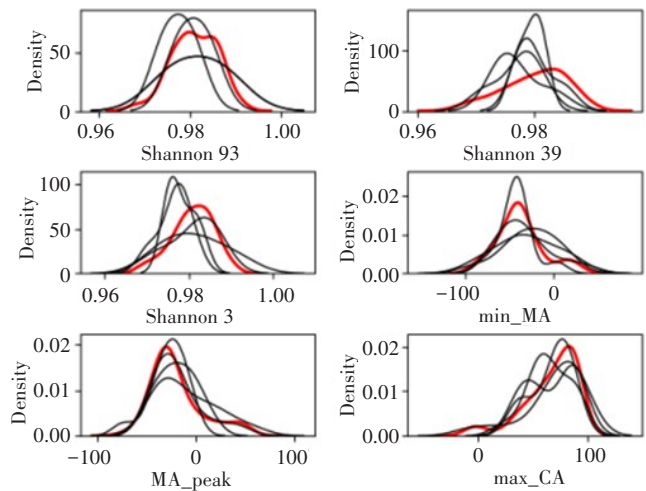 Density
50
0
0.96 0.98 1.00
Shannon 93
Density
100
0
0.96 0.98
Shannon 39
Density
100
50
0
0.96 0.98 1.00
Shannon 3
Density
0.02
0.01
0.00
−100 0
min_MA
Density
0.02
0.01
0.00
−100 0 100
MA_peak
Density
0.02
0.01
0.00
0 100
max_CA